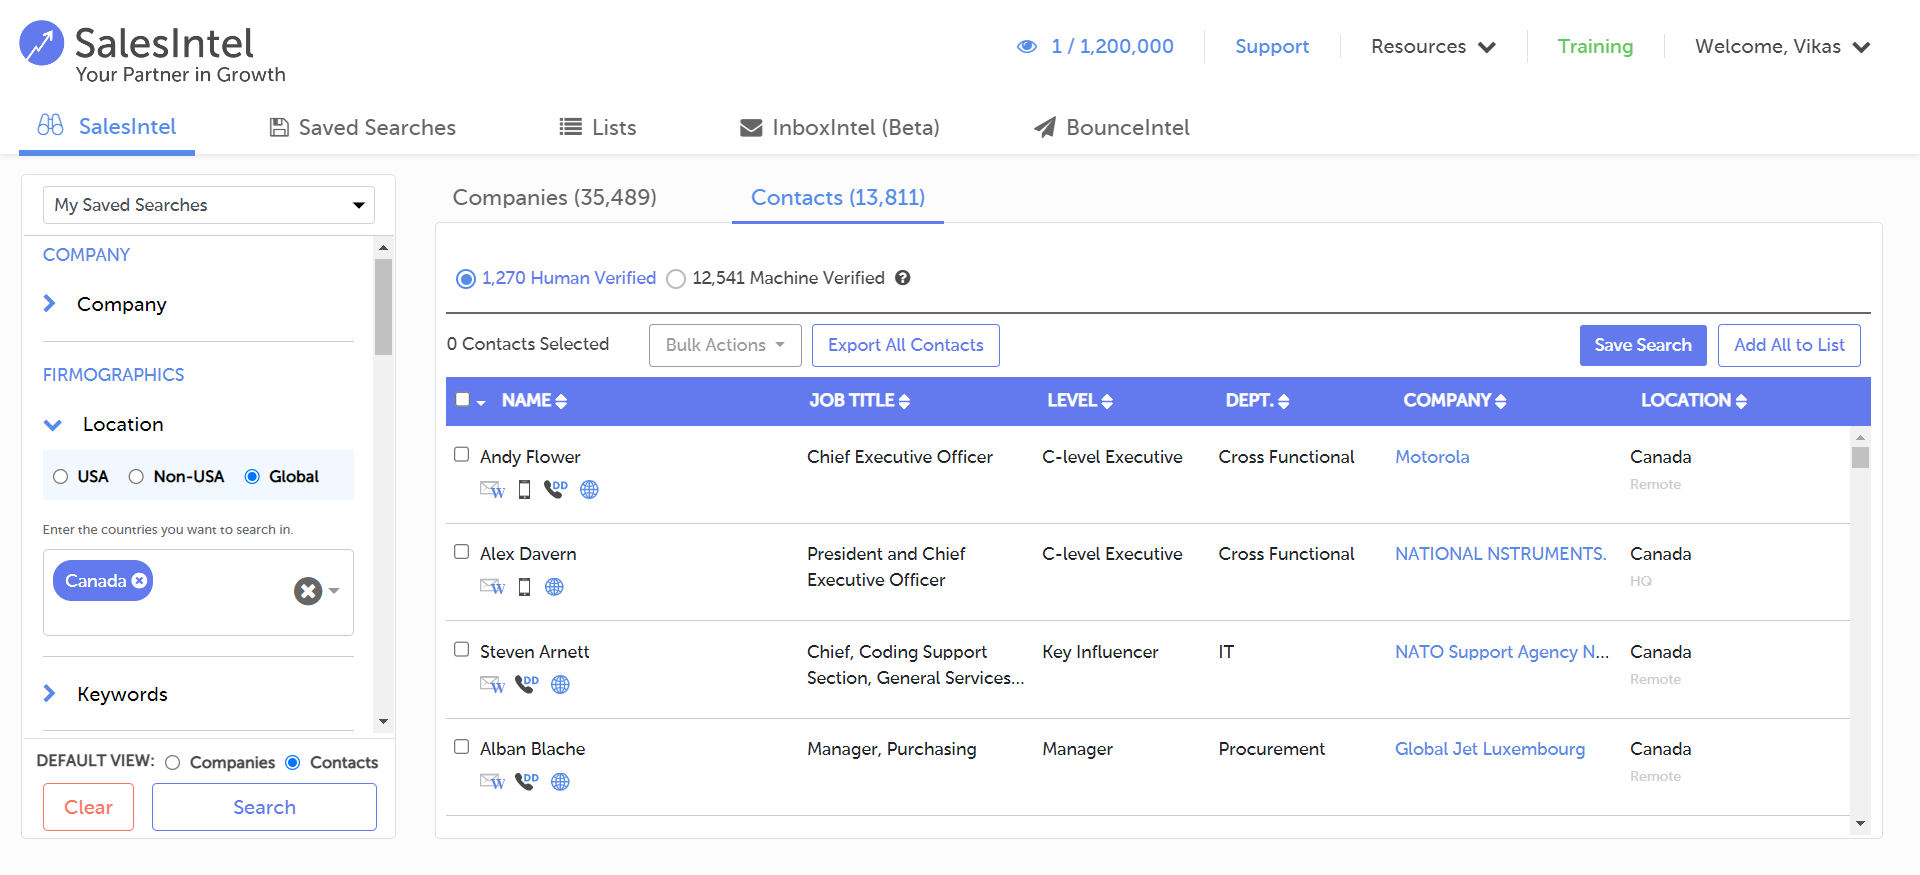 SalesIntel
Your Partner in Growth
1 / 1,200,000
Support
Resources
Training
Welcome, Vikas
SalesIntel
Saved Searches
Lists
InboxIntel (Beta)
BounceIntel
My Saved Searches
COMPANY
Company
FIRMOGRAPHICS
Location
USA
Non-USA
Global
Enter the countries you want to search in.
Canada
Keywords
DEFAULT VIEW:
Companies
Contacts
Clear
Search
Companies (35,489)
Contacts (13,811)
1,270 Human Verified
12,541 Machine Verified
0 Contacts Selected
Bulk Actions
Export All Contacts
Save Search
Add All to List
NAME JOB TITLE LEVEL DEPT. COMPANY LOCATION
Andy Flower Chief Executive Officer C-level Executive Cross Functional Motorola Canada
W DD Remote
Alex Davern President and Chief C-level Executive Cross Functional NATIONAL NSTRUMENTS. Canada
W Executive Officer HQ
Steven Arnett Chief, Coding Support Key Influencer IT NATO Support Agency N... Canada
W DD Section, General Services... Remote
Alban Blache Manager, Purchasing Manager Procurement Global Jet Luxembourg Canada
W DD Remote